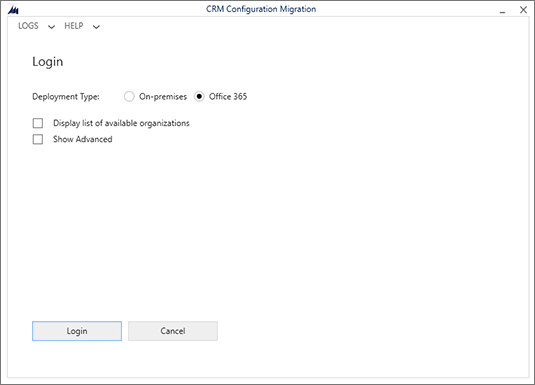 CRM Configuration Migration
LOGS HELP
Login
Deployment Type: On-premises Office 365
Display list of available organizations
Show Advanced
Login Cancel